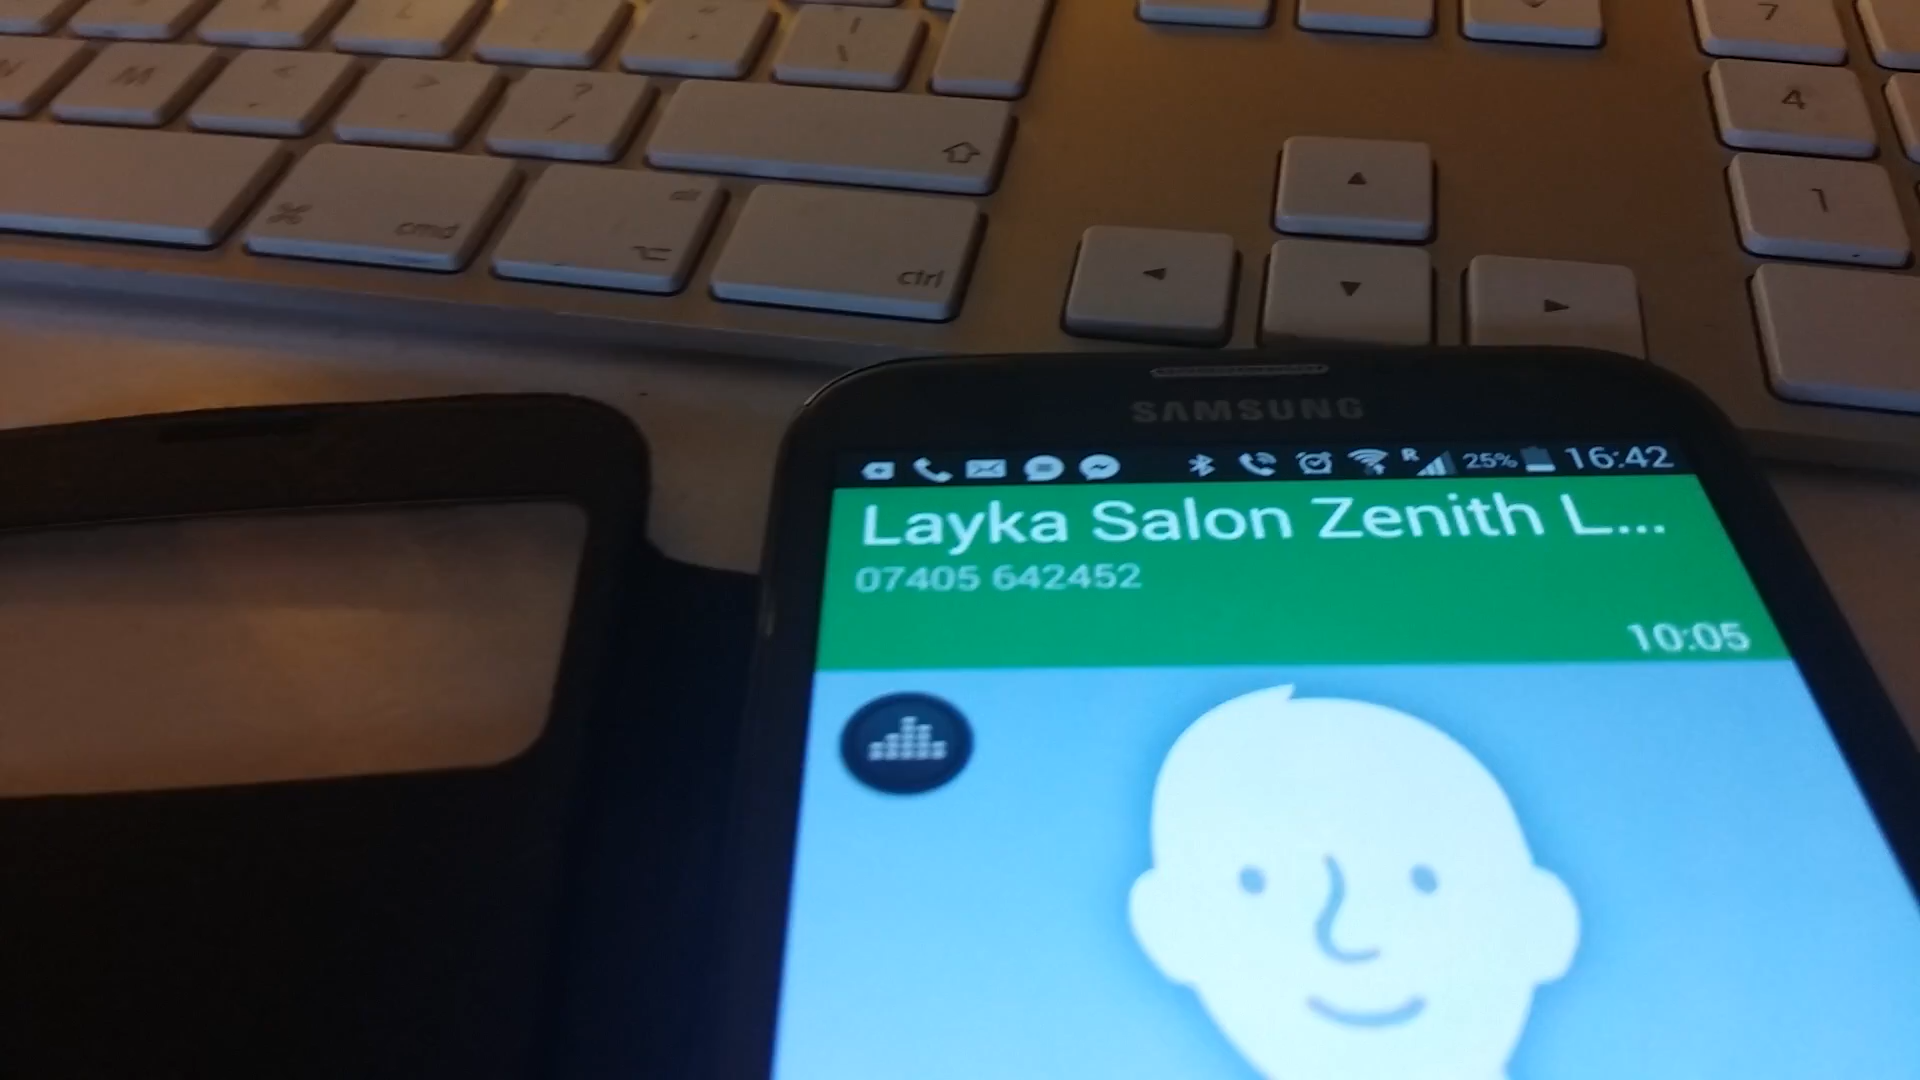 M < , > . ? /
7
4
1
cmd
alt
ctrl
SAMSUNG
R 25% 16:42
Layka Salon Zenith L...
07405 642452
10:05